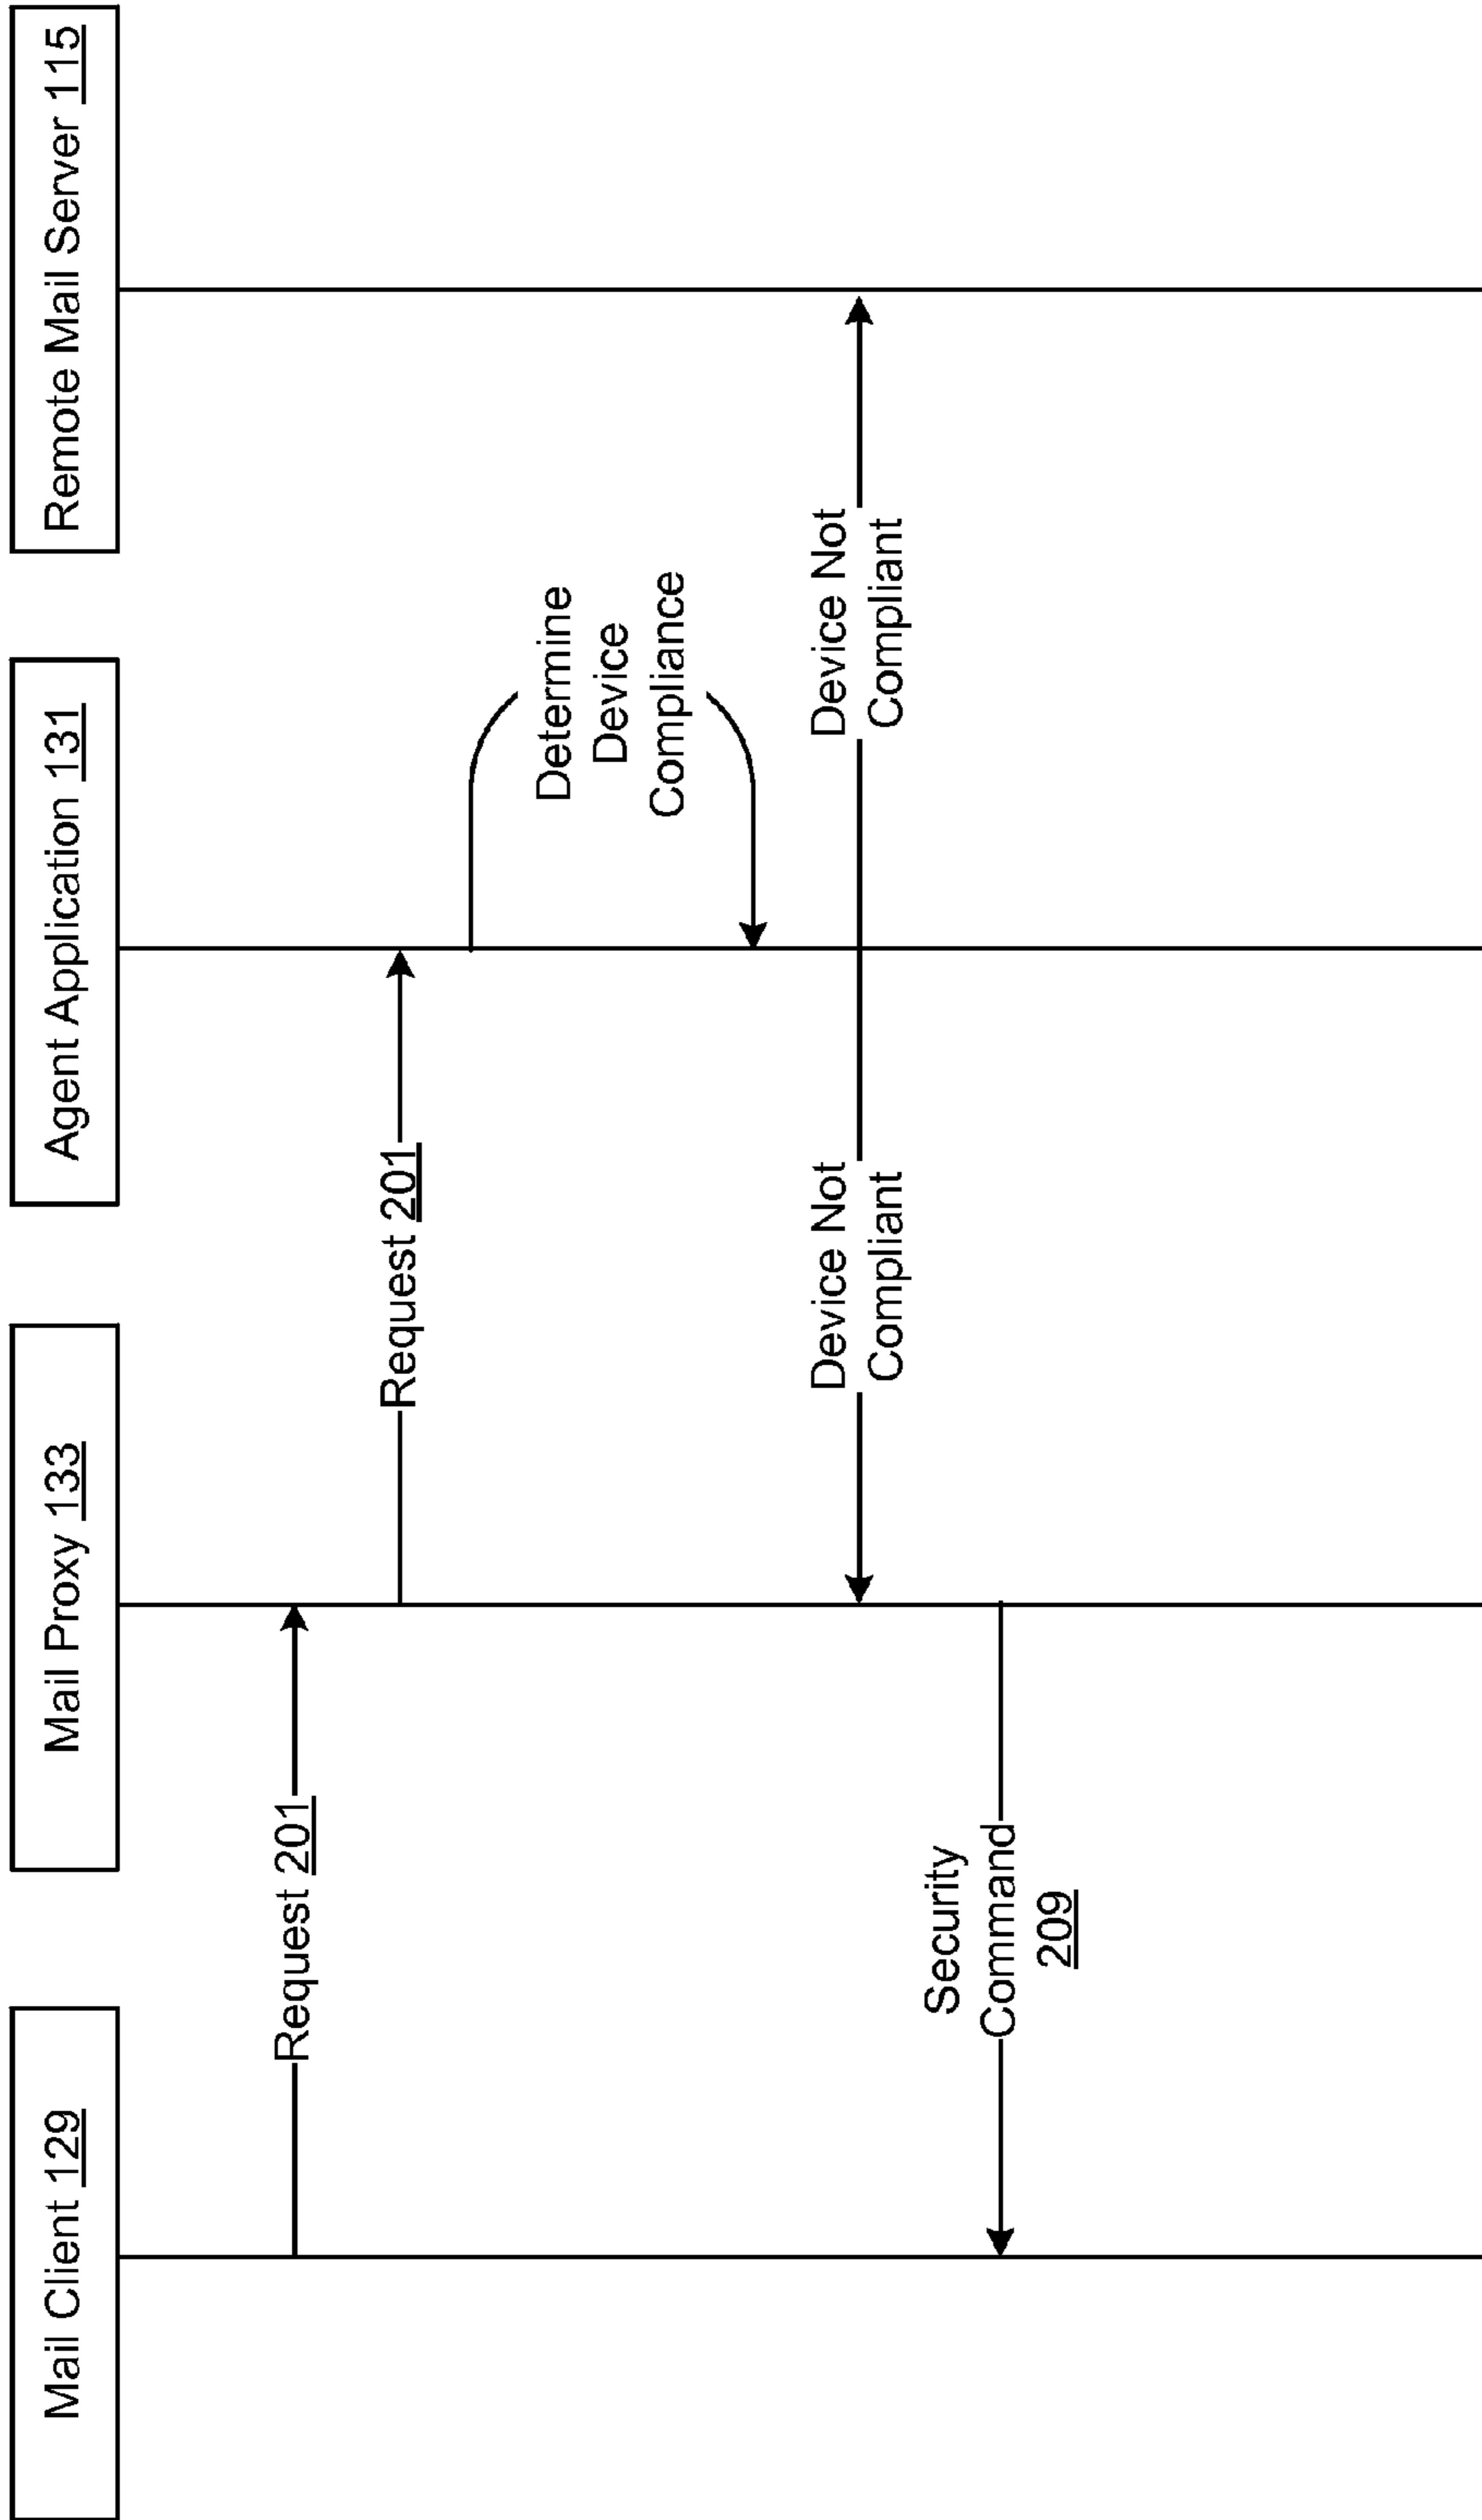 Mail Client 129
Mail Proxy 133
Agent Application 131
Remote Mail Server 115
Request 201
Request 201
Determine
Device
Compliance
Device Not
Compliant
Device Not
Compliant
Security
Command
209